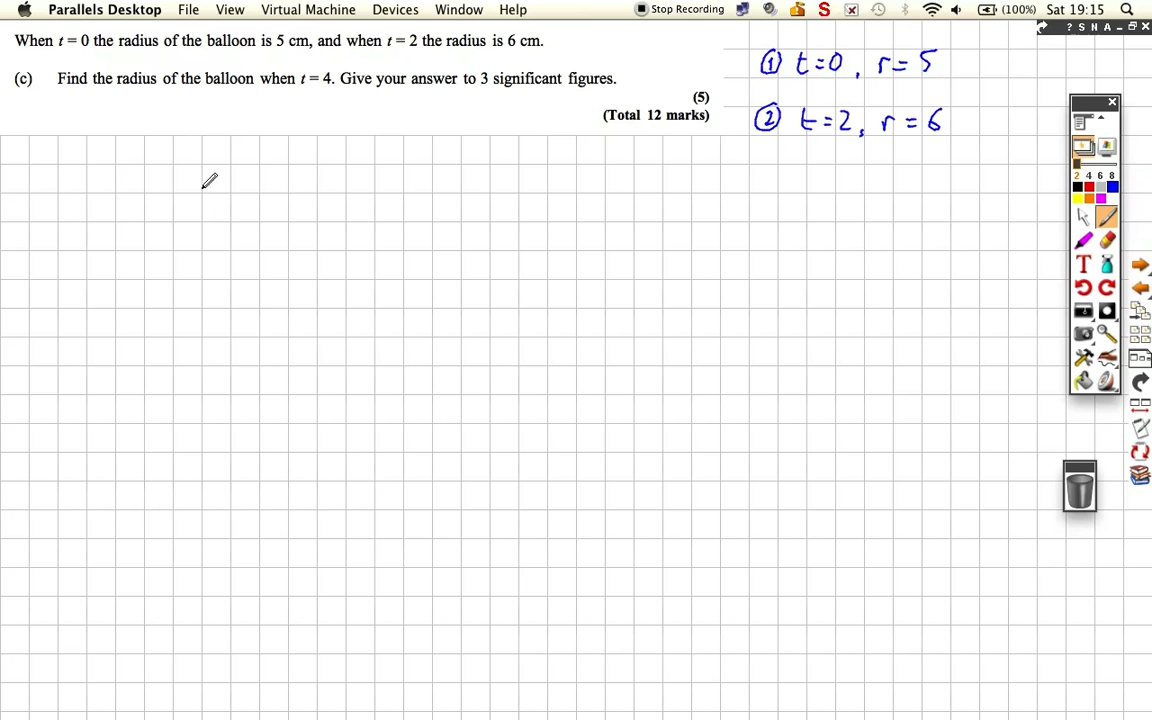 Parallels Desktop File View Virtual Machine Devices Window Help Stop Recording (100%) Sat 19:15
? S N A
When t = 0 the radius of the balloon is 5 cm, and when t = 2 the radius is 6 cm.
① t=0, r=5
(c) Find the radius of the balloon when t = 4. Give your answer to 3 significant figures.
(5)
(Total 12 marks)
② t=2, r=6
2 4 6 8
T